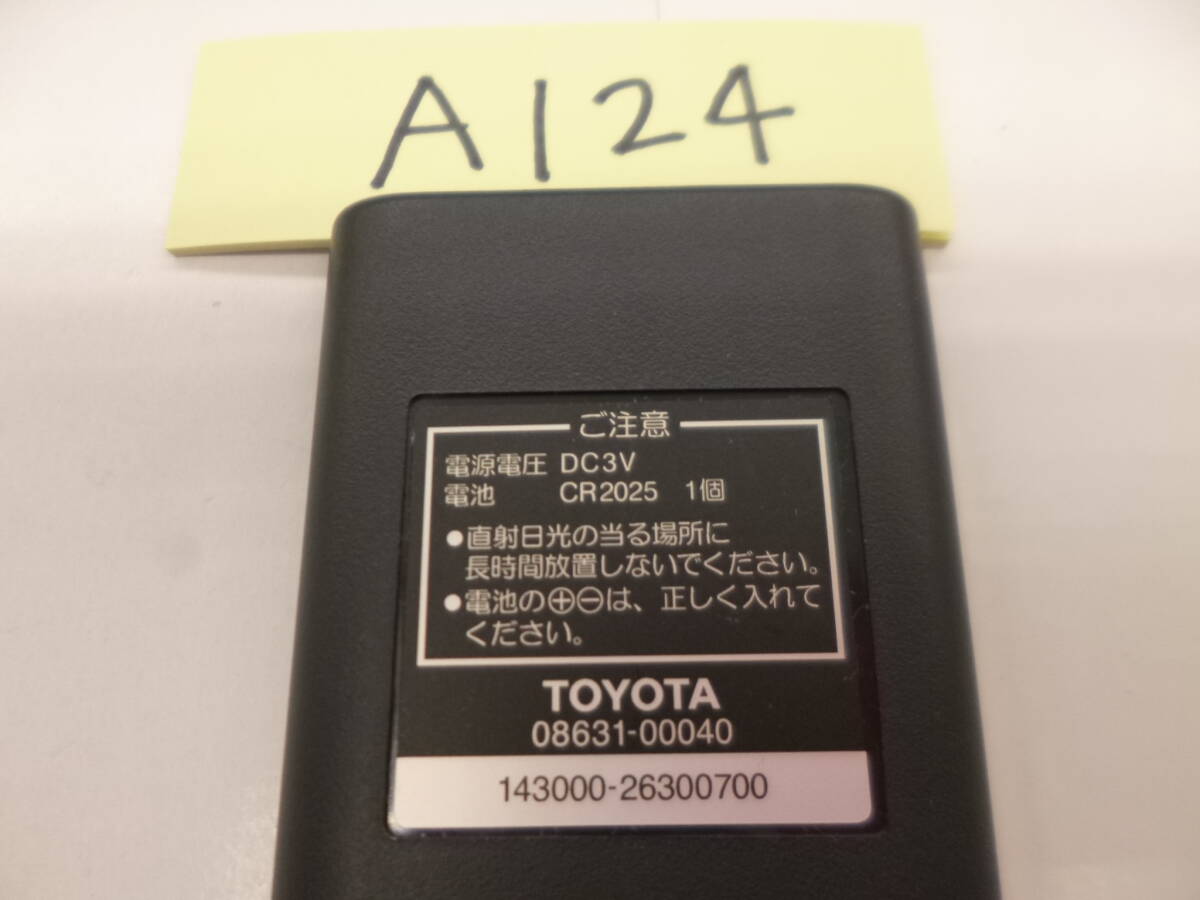 A124
ご注意
電源電圧 DC3V
電池 CR2025 1個
●直射日光の当る場所に
長時間放置しないでください。
●電池の⊕⊖は、正しく入れて
ください。
TOYOTA
08631-00040
143000-26300700